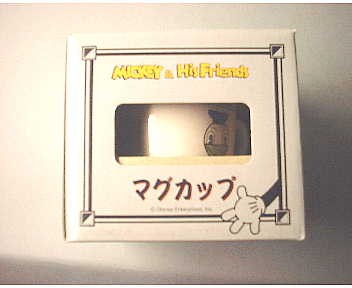 MICKEY & His Friends
マグカップ
© Disney Enterprises, Inc.